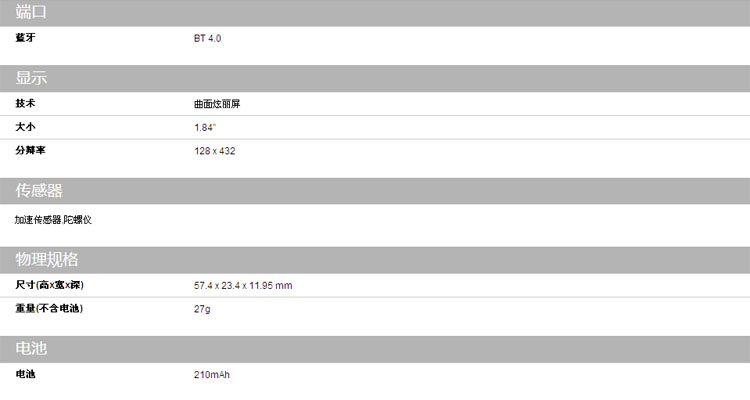 端口
蓝牙 BT 4.0
显示
技术 曲面炫丽屏
大小 1.84"
分辩率 128 x 432
传感器
加速传感器,陀螺仪
物理规格
尺寸(高x宽x深) 57.4 x 23.4 x 11.95 mm
重量(不含电池) 27g
电池
电池 210mAh